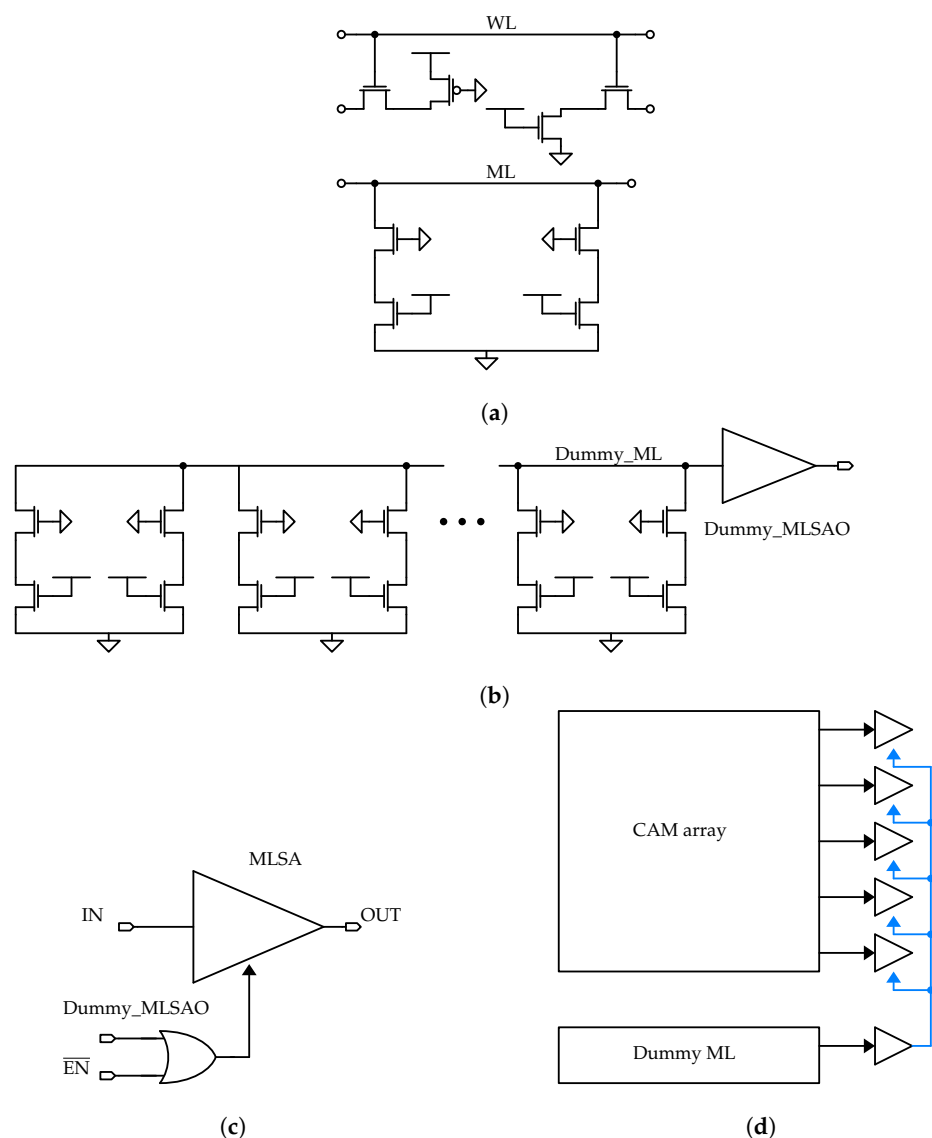 WL
ML
(a)
Dummy_ML
Dummy_MLSAO
(b)
MLSA
IN
OUT
Dummy_MLSAO
EN
(c)
CAM array
Dummy ML
(d)